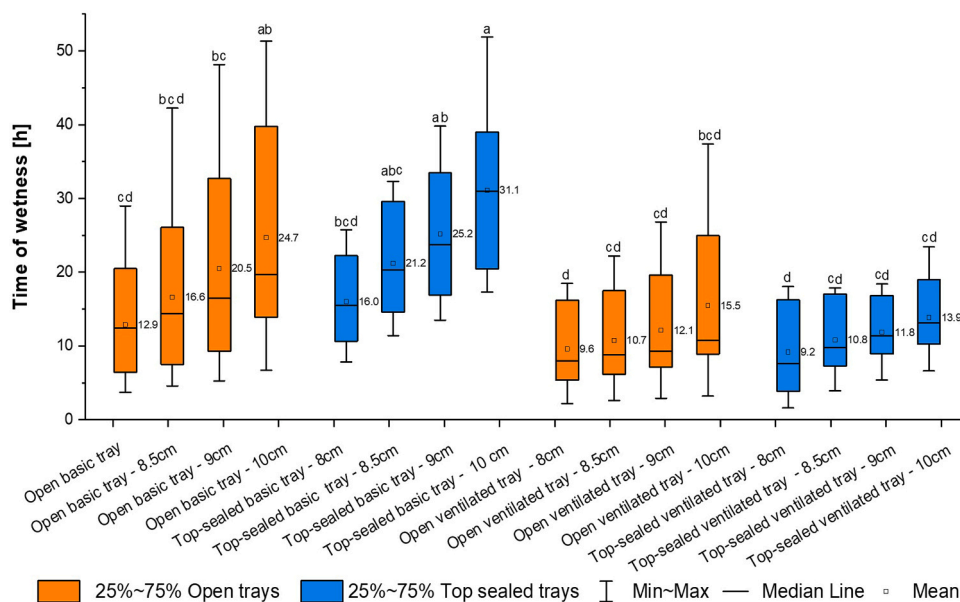 Time of wetness [h]
50
40
30
20
10
0
cd
bcd
bc
ab
bcd
abc
ab
a
d
cd
cd
bcd
d
cd
cd
cd
12.9
16.6
20.5
24.7
16.0
21.2
25.2
31.1
9.6
10.7
12.1
15.5
9.2
10.8
11.8
13.9
Open basic tray
Open basic tray - 8.5cm
Open basic tray - 9cm
Open basic tray - 10cm
Top-sealed basic tray - 8cm
Top-sealed basic tray - 8.5cm
Top-sealed basic tray - 9cm
Top-sealed basic tray - 10 cm
Open ventilated tray - 8cm
Open ventilated tray - 8.5cm
Open ventilated tray - 9cm
Open ventilated tray - 10cm
Top-sealed ventilated tray - 8cm
Top-sealed ventilated tray - 8.5cm
Top-sealed ventilated tray - 9cm
Top-sealed ventilated tray - 10cm
25%~75% Open trays 25%~75% Top sealed trays Min~Max Median Line Mean